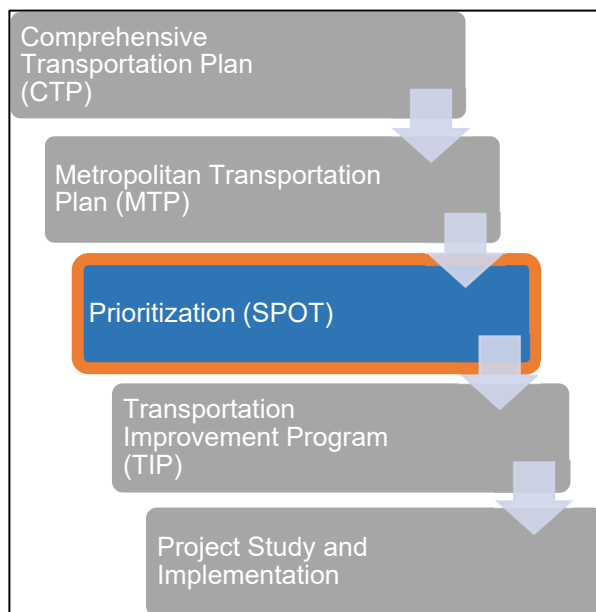 Comprehensive
Transportation Plan
(CTP)
Metropolitan Transportation
Plan (MTP)
Prioritization (SPOT)
Transportation
Improvement Program
(TIP)
Project Study and
Implementation